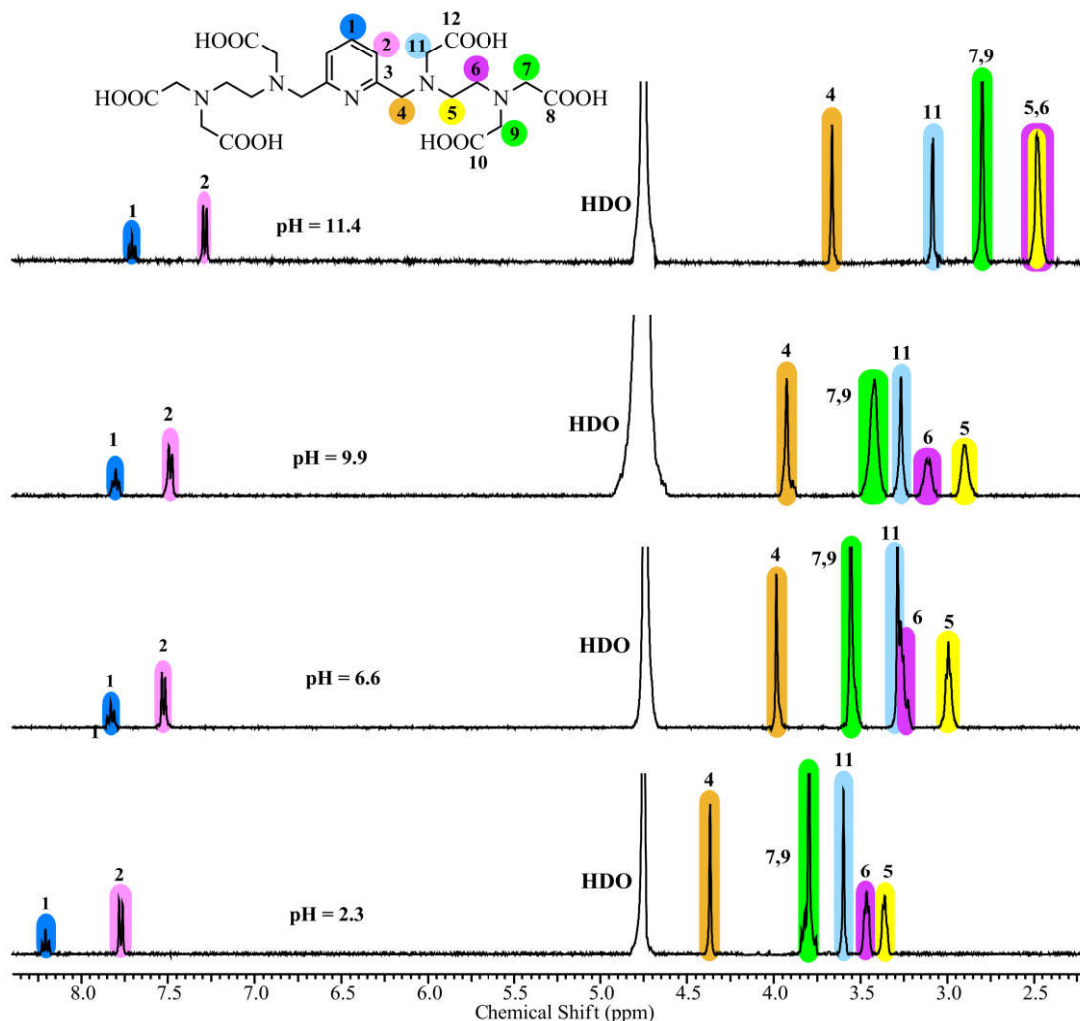 1
2
12
HOOC
11
COOH
3
6
7
7,9
HOOC
N
N
N
N
N
COOH
4
5
8
COOH
HOOC
9
10
4
11
5,6
1
2
pH = 11.4
HDO
1
2
pH = 9.9
HDO
4
7,9
11
6
5
1
2
pH = 6.6
HDO
4
7,9
11
6
5
1
1
2
pH = 2.3
HDO
4
7,9
11
6
5
8.0 7.5 7.0 6.5 6.0 5.5 5.0 4.5 4.0 3.5 3.0 2.5
Chemical Shift (ppm)